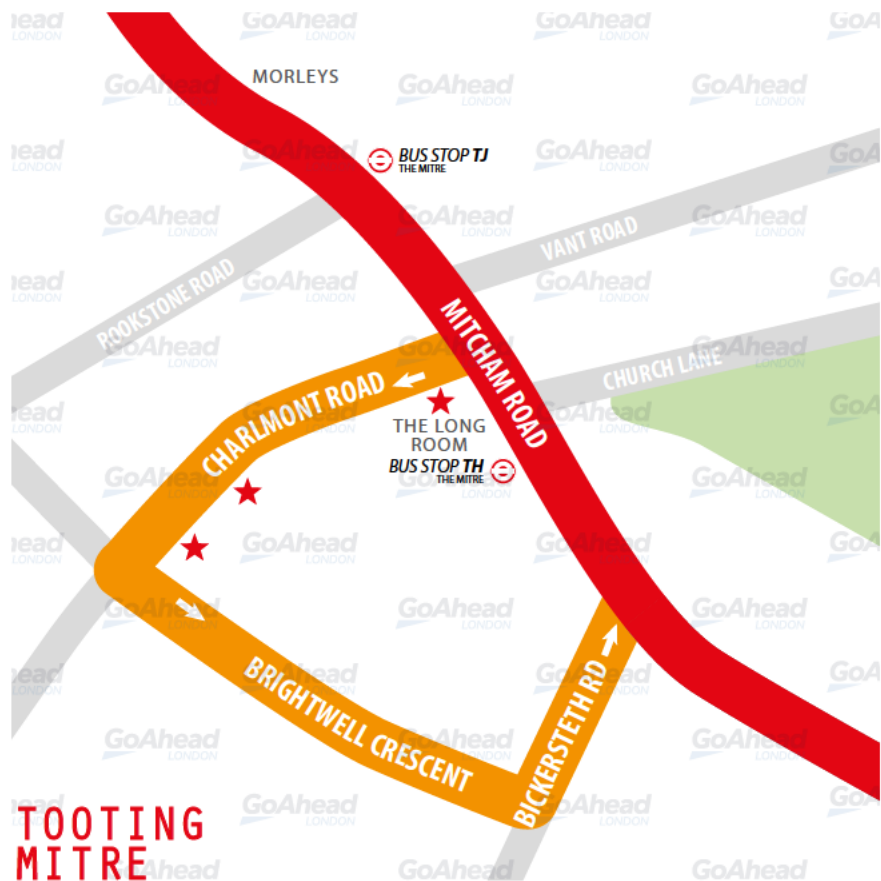 MORLEYS
BUS STOP TJ
THE MITRE
VANT ROAD
ROOKSTONE ROAD
MITCHAM ROAD
CHURCH LANE
CHARLMONT ROAD
THE LONG
ROOM
BUS STOP TH
THE MITRE
BRIGHTWELL CRESCENT
BICKERSTETH RD
TOOTING
MITRE
GoAhead
LONDON